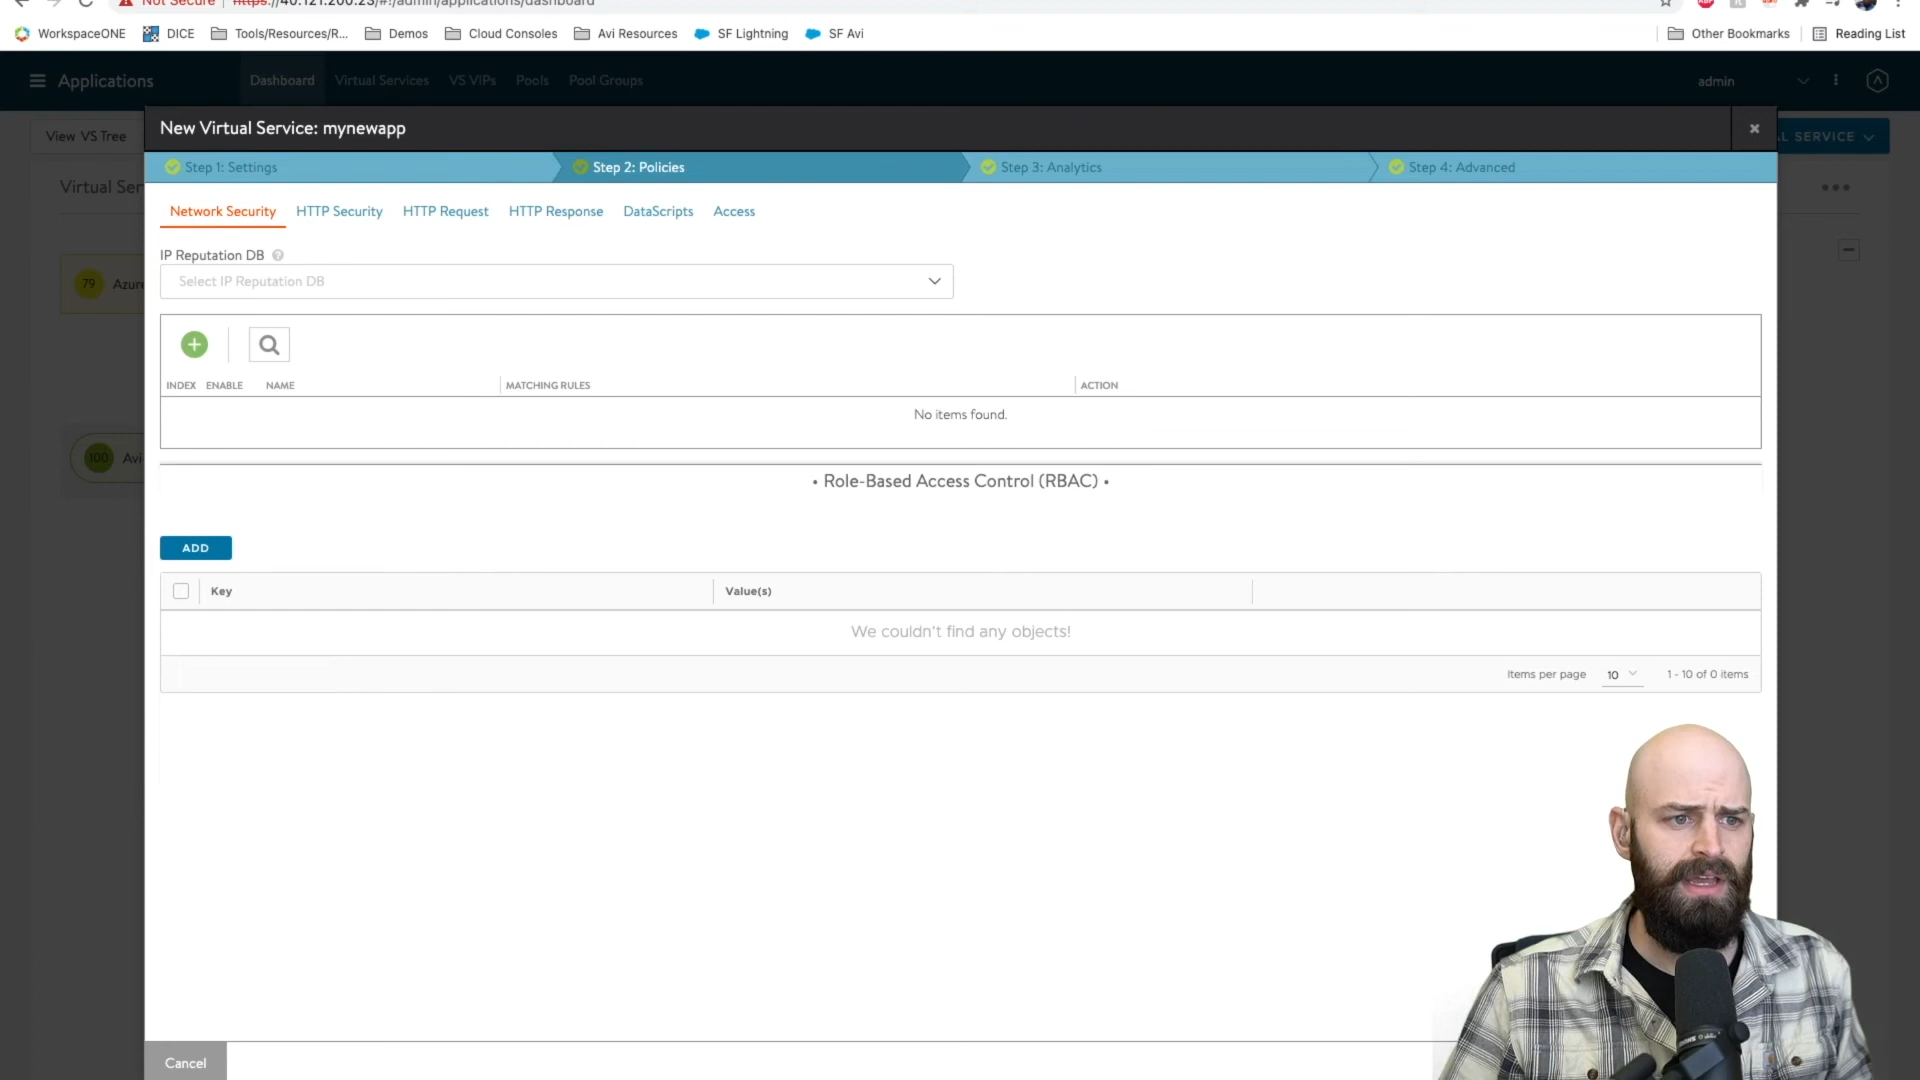 Not Secure | https://40.121.200.23/#!/admin/applications/dashboard
WorkspaceONE DICE Tools/Resources/R... Demos Cloud Consoles Avi Resources SF Lightning SF Avi Other Bookmarks Reading List
Applications Dashboard Virtual Services VS VIPs Pools Pool Groups admin
View VS Tree
New Virtual Service: mynewapp
AL SERVICE
Step 1: Settings Step 2: Policies Step 3: Analytics Step 4: Advanced
Virtual Ser
Network Security HTTP Security HTTP Request HTTP Response DataScripts Access
IP Reputation DB
Select IP Reputation DB
79 Azure
INDEX ENABLE NAME MATCHING RULES ACTION
No items found.
100 Avi
• Role-Based Access Control (RBAC) •
ADD
Key Value(s)
We couldn't find any objects!
Items per page 10 1 - 10 of 0 items
Cancel